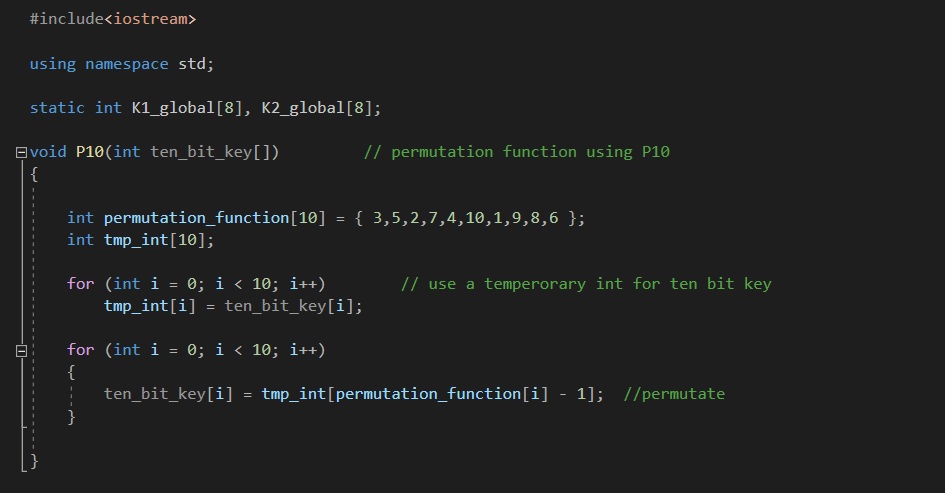 #include<iostream>
using namespace std;
static int K1_global[8], K2_global[8];
void P10(int ten_bit_key[])         // permutation function using P10
{
    int permutation_function[10] = { 3,5,2,7,4,10,1,9,8,6 };
    int tmp_int[10];
    for (int i = 0; i < 10; i++)        // use a temperorary int for ten bit key
        tmp_int[i] = ten_bit_key[i];
    for (int i = 0; i < 10; i++)
    {
        ten_bit_key[i] = tmp_int[permutation_function[i] - 1];  //permutate
    }
}